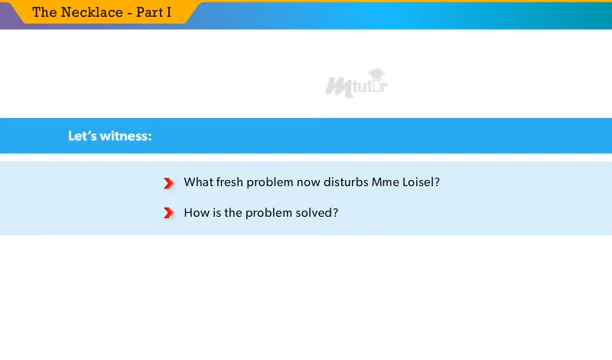 The Necklace - Part I
Mtutor
Let's witness:
What fresh problem now disturbs Mme Loisel?
How is the problem solved?